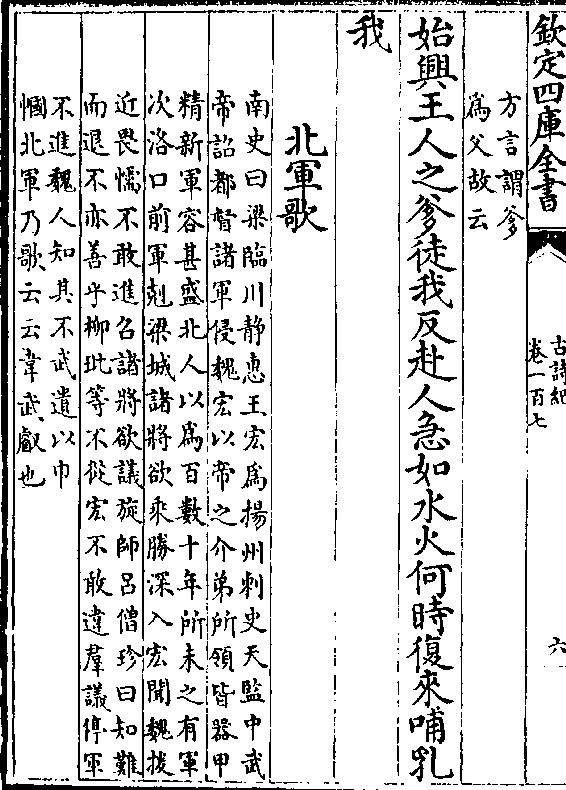 欽定四庫全書
古詩紀
卷一百七
六
方言謂爹
爲父故云
始興王人之爹徒我反赴人急如水火何時復來哺乳
我
北軍歌
南史曰梁臨川静惠王宏爲揚州刺史天監中武
帝詔都督諸軍侵魏宏以帝之介弟所領皆器甲
精新軍容甚盛北人以爲百數十年所未之有軍
次洛口前軍剋梁城諸將欲乘勝深入宏聞魏援
近畏懦不敢進召諸將欲議旋師吕僧珍曰知難
而退不亦善乎柳惔等不從宏不敢違羣議停軍
不進魏人知其不武遺以巾
幗北軍乃歌云云韋武叡也